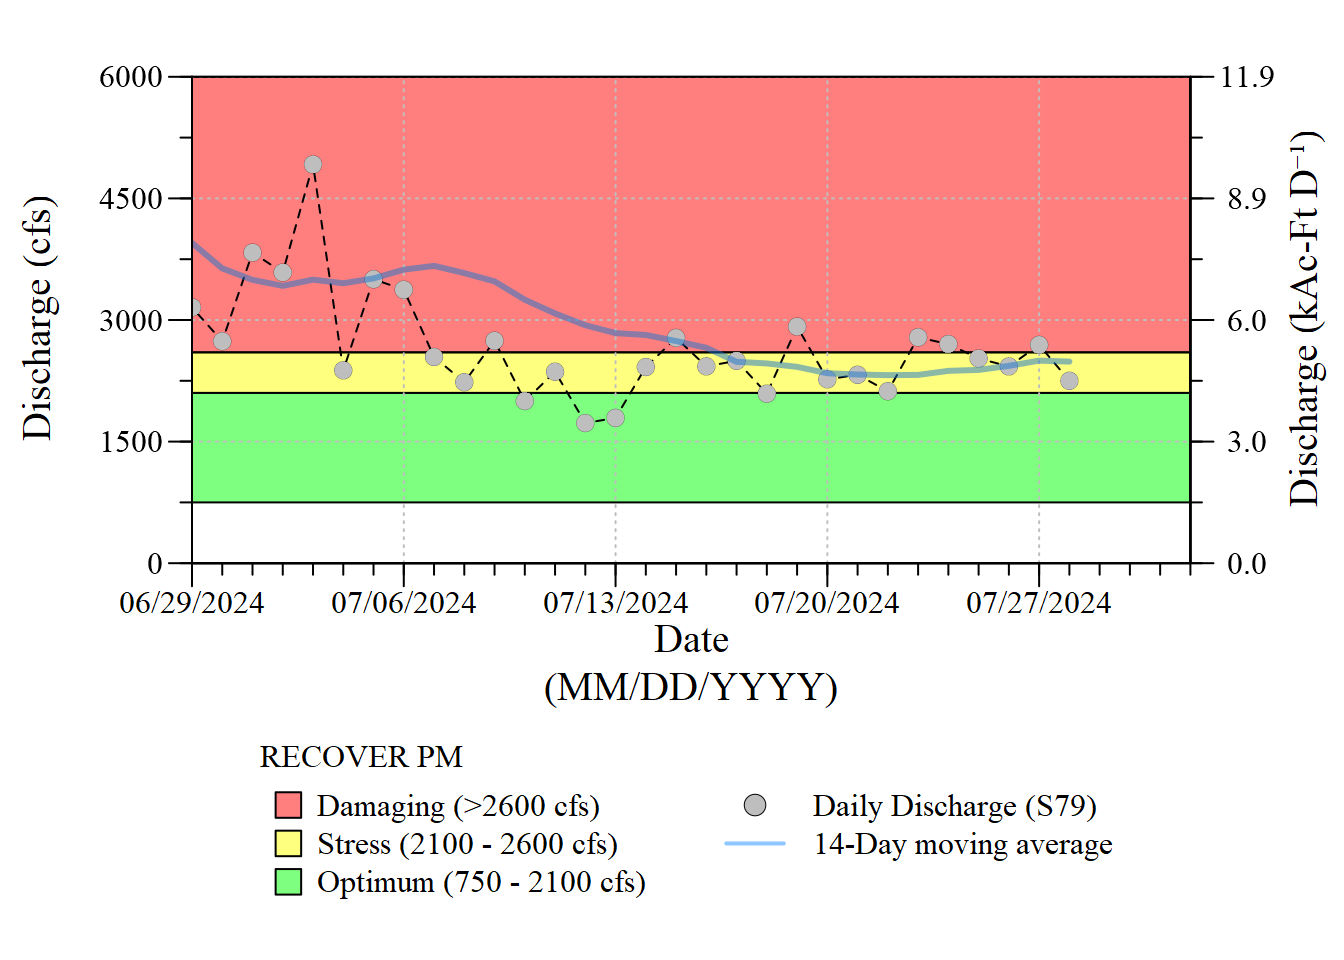 6000
4500
3000
1500
0
Discharge (cfs)
11.9
8.9
6.0
3.0
0.0
Discharge (kAc-Ft D⁻¹)
06/29/2024 07/06/2024 07/13/2024 07/20/2024 07/27/2024
Date
(MM/DD/YYYY)
RECOVER PM
Damaging (>2600 cfs)
Stress (2100 - 2600 cfs)
Optimum (750 - 2100 cfs)
Daily Discharge (S79)
14-Day moving average